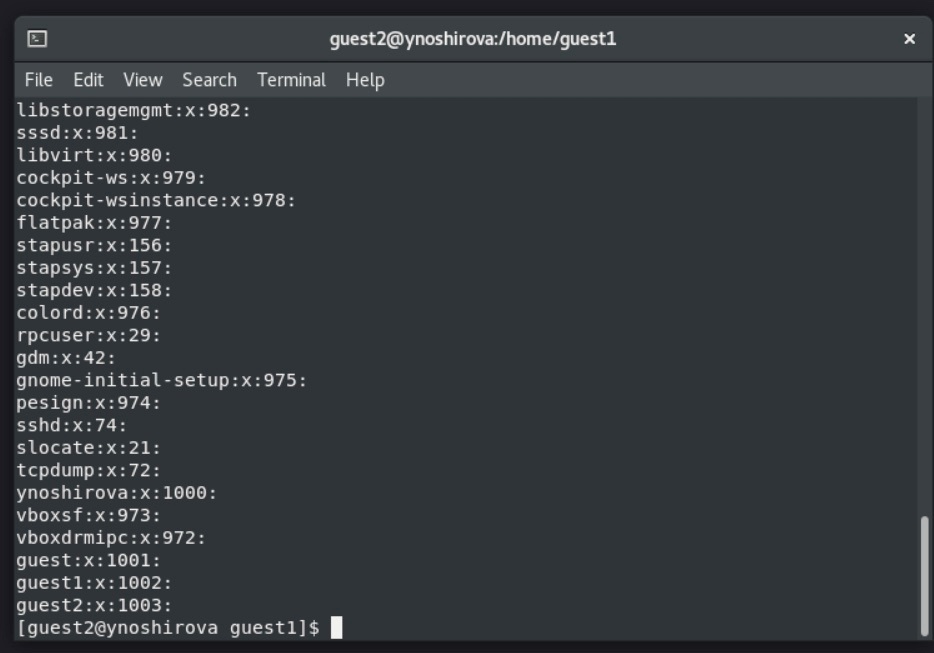 guest2@ynoshirova:/home/guest1
×
File Edit View Search Terminal Help
libstoragemgmt:x:982:
sssd:x:981:
libvirt:x:980:
cockpit-ws:x:979:
cockpit-wsinstance:x:978:
flatpak:x:977:
stapusr:x:156:
stapsys:x:157:
stapdev:x:158:
colord:x:976:
rpcuser:x:29:
gdm:x:42:
gnome-initial-setup:x:975:
pesign:x:974:
sshd:x:74:
slocate:x:21:
tcpdump:x:72:
ynoshirova:x:1000:
vboxsf:x:973:
vboxdrmipc:x:972:
guest:x:1001:
guest1:x:1002:
guest2:x:1003:
[guest2@ynoshirova guest1]$